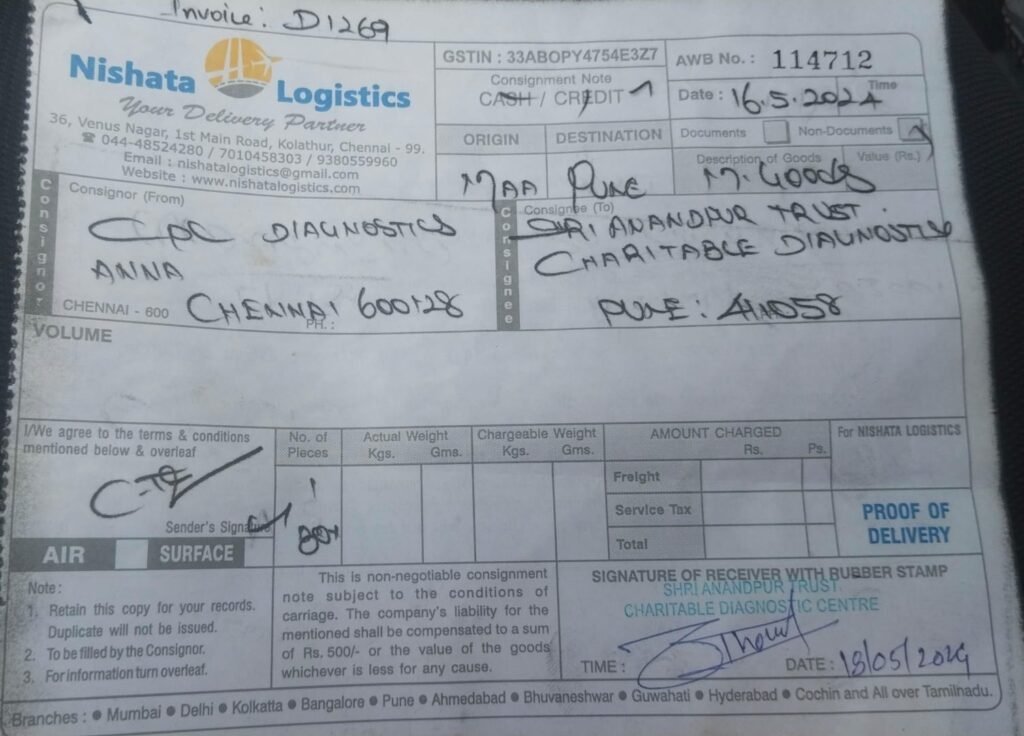 Invoice: D1269
Nishata Logistics
Your Delivery Partner
36, Venus Nagar, 1st Main Road, Kolathur, Chennai - 99.
☎ 044-48524280 / 7010458303 / 9380559960
Email : nishatalogistics@gmail.com
Website : www.nishatalogistics.com
GSTIN : 33ABOPY4754E3Z7
Consignment Note
CASH / CREDIT
AWB No. : 114712
Date : 16.5.2024 Time
ORIGIN DESTINATION
MAA PUNE
Documents Non-Documents
Description of Goods Value (Rs.)
M. Goods
Consignor
Consignor (From)
CPC DIAGNOSTICS
ANNA
CHENNAI - 600 CHENNAI 600128
PH. :
Consignee
Consignee (To)
SRI ANANDPUR TRUST
CHARITABLE DIAGNOSTIC
PUNE : 411058
VOLUME
I/We agree to the terms & conditions
mentioned below & overleaf
Sender's Signature
AIR SURFACE
No. of
Pieces
1
Box
Actual Weight
Kgs. Gms.
Chargeable Weight
Kgs. Gms.
AMOUNT CHARGED
Rs. Ps.
Freight
Service Tax
Total
For NISHATA LOGISTICS
PROOF OF
DELIVERY
Note :
1. Retain this copy for your records.
Duplicate will not be issued.
2. To be filled by the Consignor.
3. For information turn overleaf.
This is non-negotiable consignment
note subject to the conditions of
carriage. The company's liability for the
mentioned shall be compensated to a sum
of Rs. 500/- or the value of the goods
whichever is less for any cause.
SIGNATURE OF RECEIVER WITH RUBBER STAMP
SHRI ANANDPUR TRUST.
CHARITABLE DIAGNOSTIC CENTRE
TIME : DATE : 18/05/2024
Branches : ● Mumbai ● Delhi ● Kolkatta ● Bangalore ● Pune ● Ahmedabad ● Bhuvaneshwar ● Guwahati ● Hyderabad ● Cochin and All over Tamilnadu.